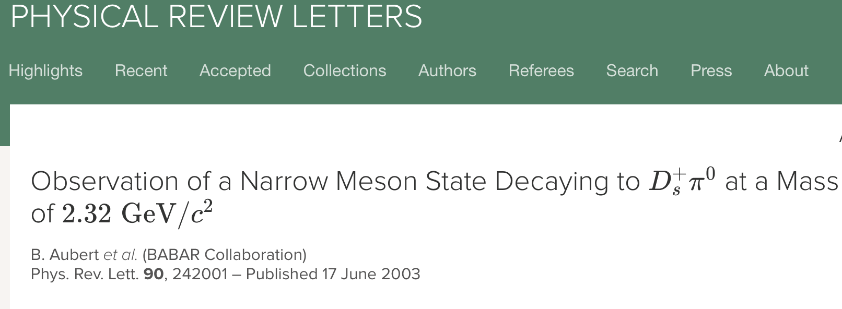 PHYSICAL REVIEW LETTERS
Highlights Recent Accepted Collections Authors Referees Search Press About
Observation of a Narrow Meson State Decaying to $D_s^+\pi^0$ at a Mass
of $2.32\ \mathrm{GeV}/c^2$
B. Aubert et al. (BABAR Collaboration)
Phys. Rev. Lett. 90, 242001 – Published 17 June 2003